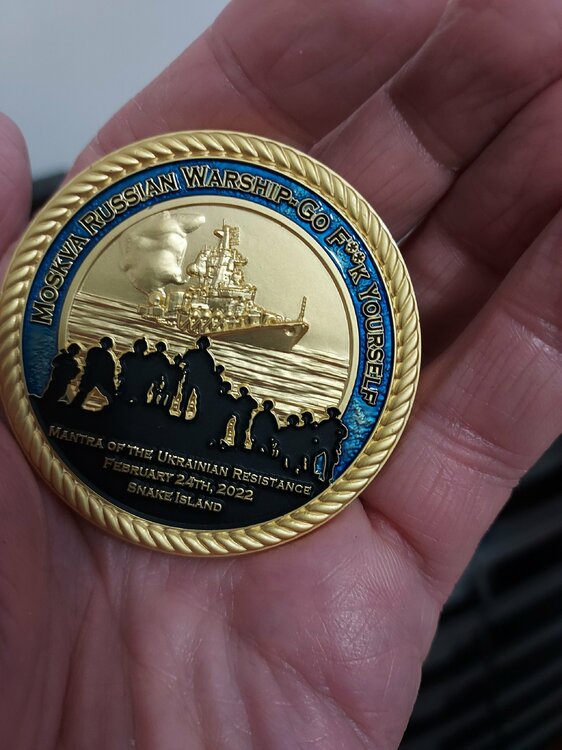 Moskva Russian Warship-Go F**k Yourself
Mantra of the Ukrainian Resistance
February 24th, 2022
Snake Island